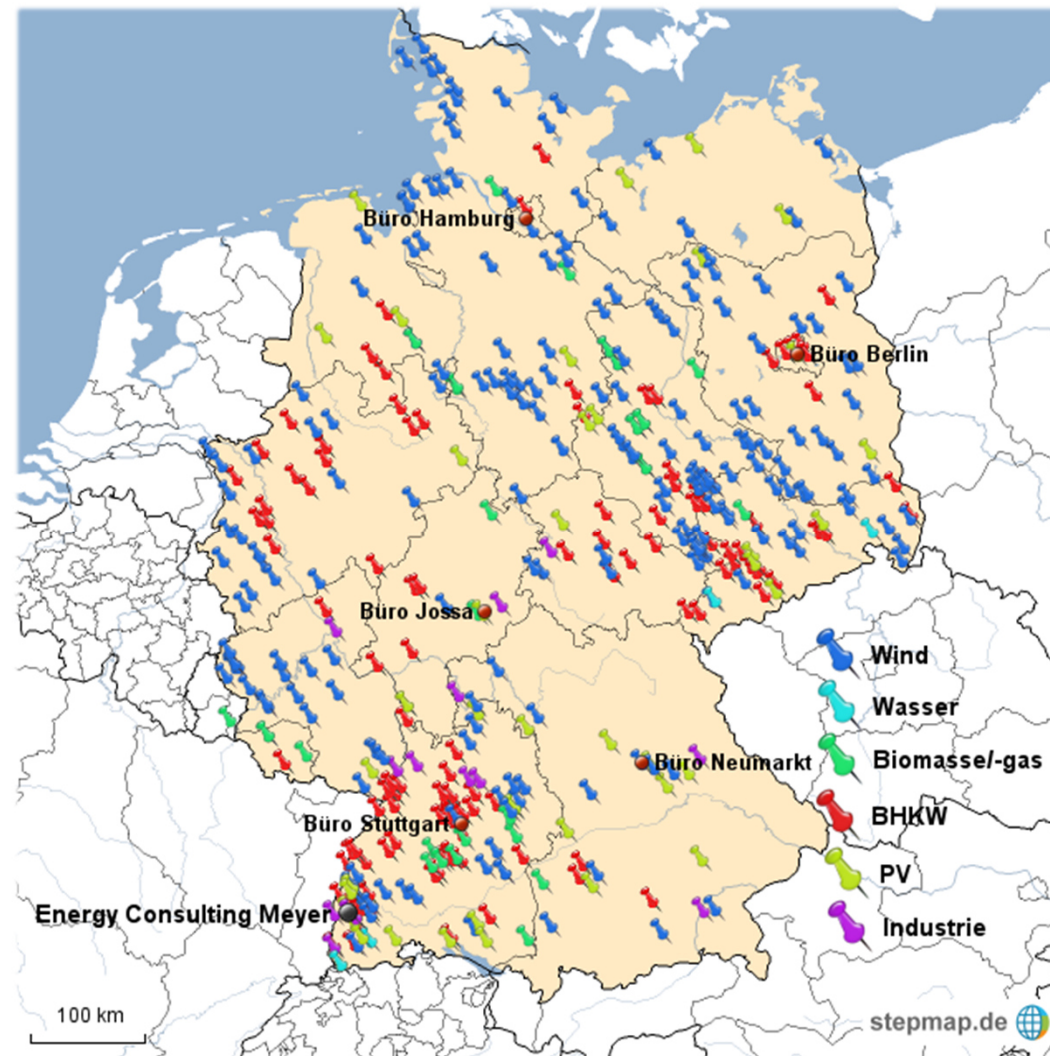 Büro Hamburg
Büro Berlin
Büro Jossa
Wind
Wasser
Büro Neumarkt
Biomasse/-gas
BHKW
Büro Stuttgart
PV
Energy Consulting Meyer
Industrie
100 km
stepmap.de